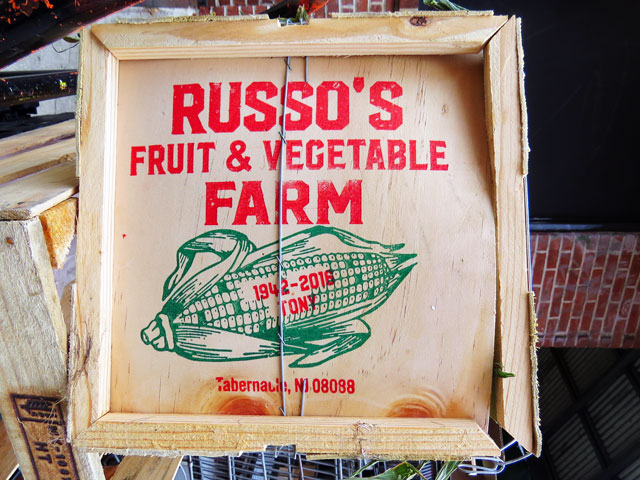 RUSSO'S
FRUIT & VEGETABLE
FARM
1942-2016
TONY
Tabernacle, NJ 08088